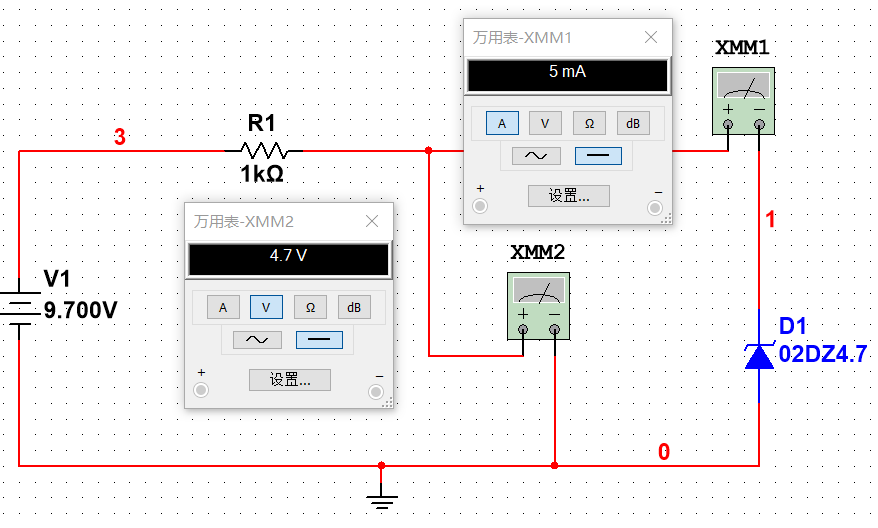 万用表-XMM1
5 mA
A
V
Ω
dB
+
设置...
−
XMM1
+ −
3
R1
1kΩ
万用表-XMM2
4.7 V
A
V
Ω
dB
+
设置...
−
XMM2
+ −
1
V1
9.700V
D1
02DZ4.7
0